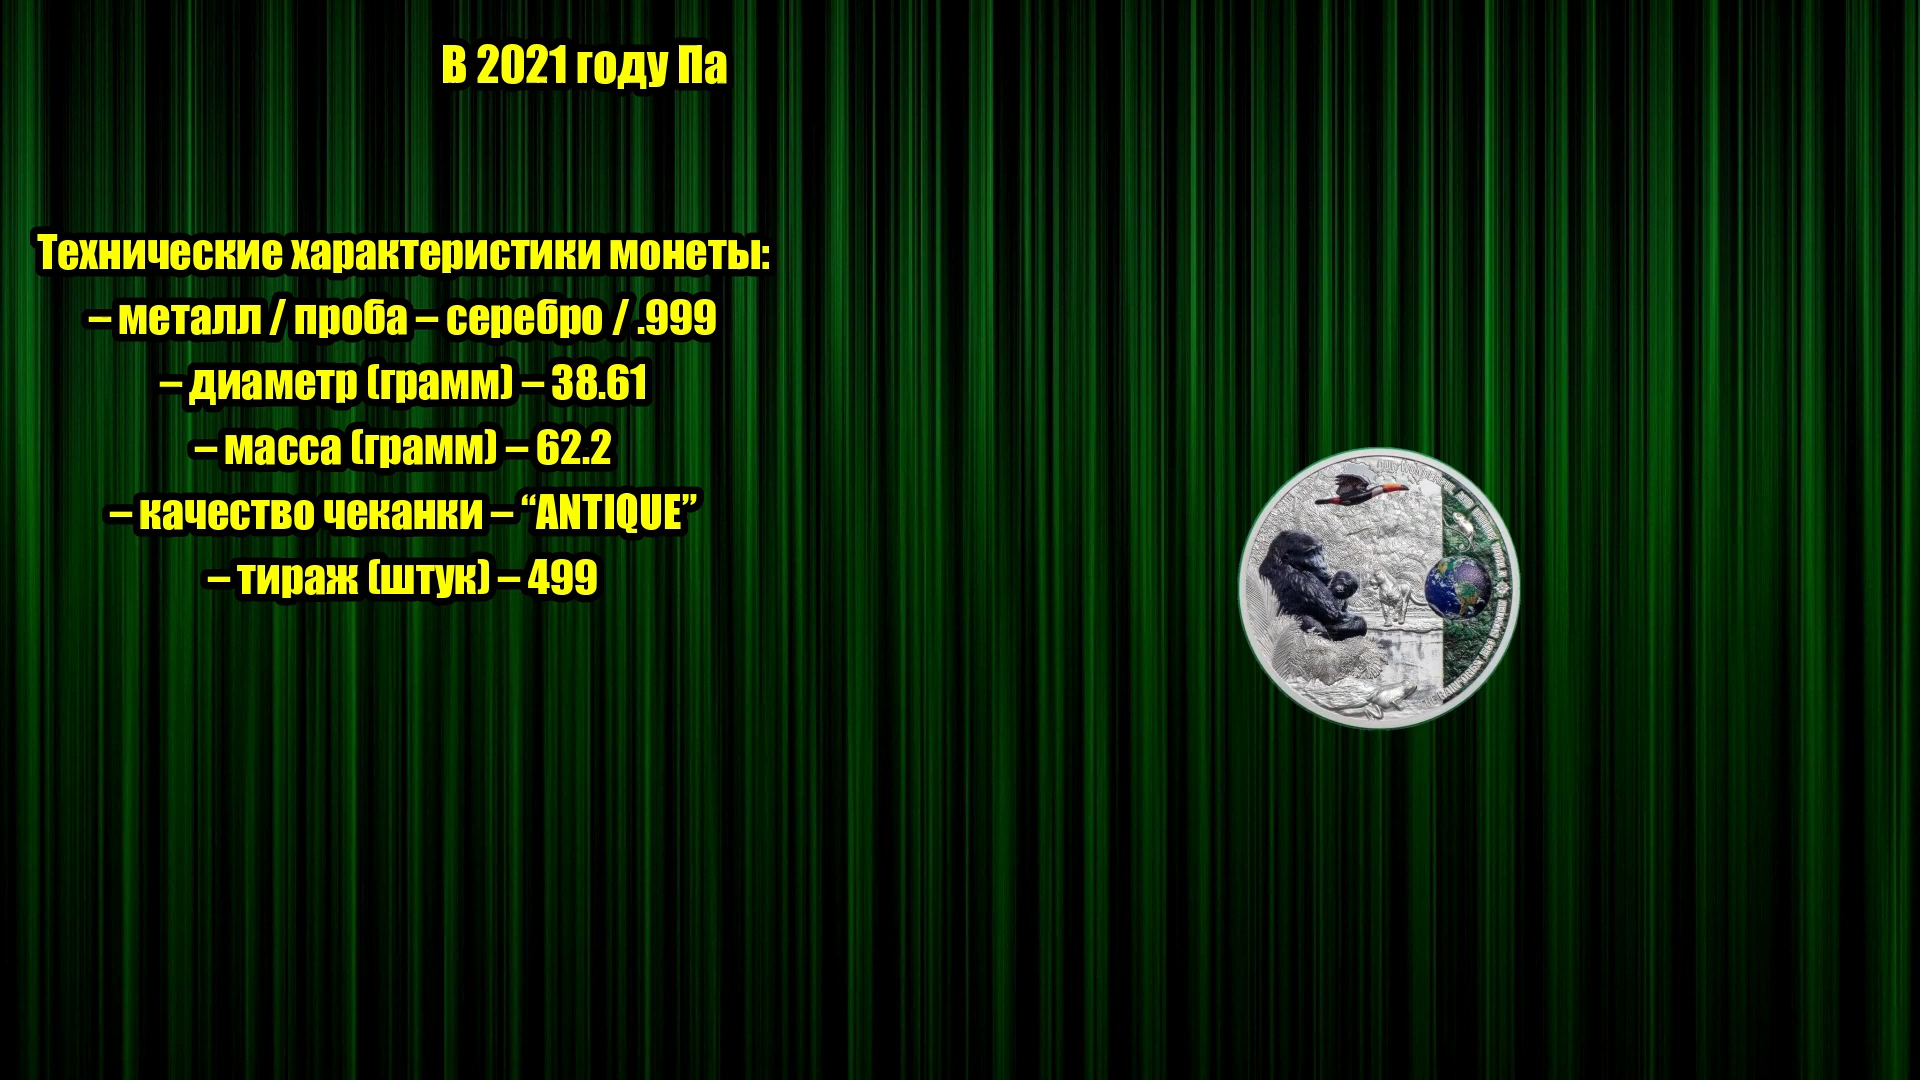 В 2021 году Па
Технические характеристики монеты:
– металл / проба – серебро / .999
– диаметр (грамм) – 38.61
– масса (грамм) – 62.2
– качество чеканки – “ANTIQUE”
– тираж (штук) – 499